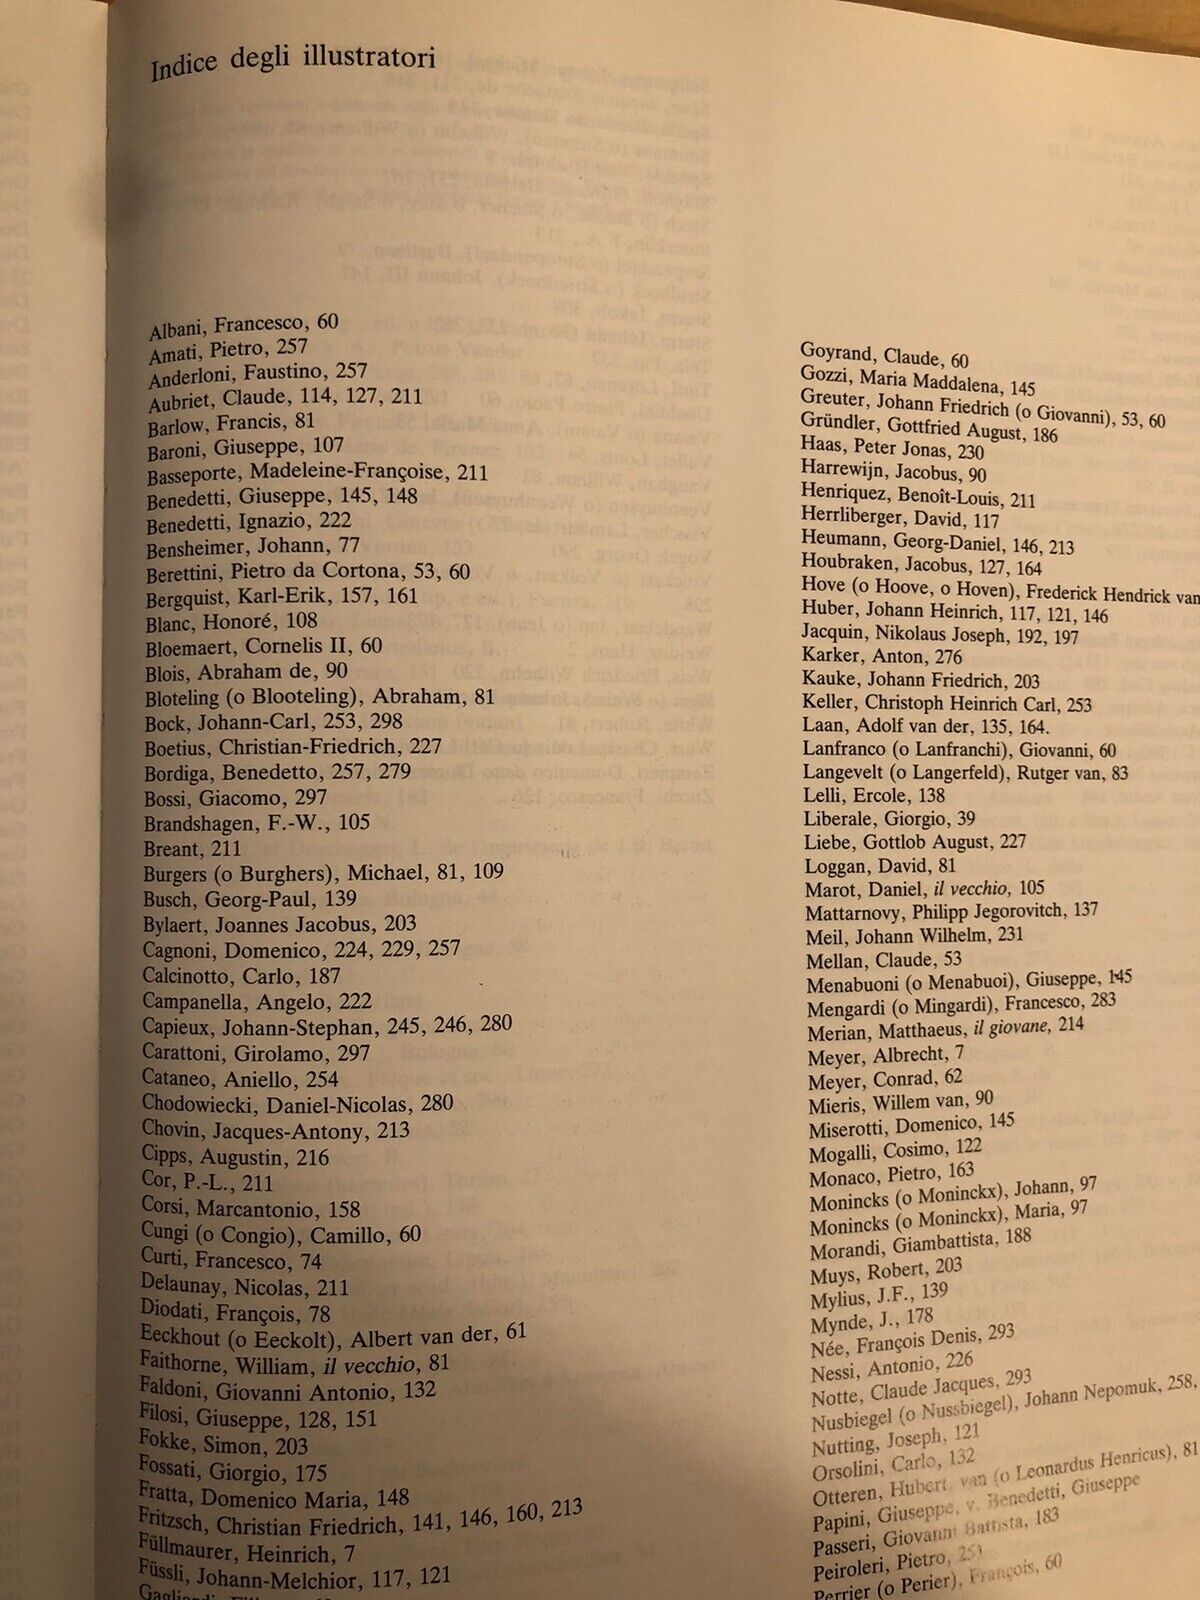 Indice degli illustratori
Albani, Francesco, 60
Amati, Pietro, 257
Anderloni, Faustino, 257
Aubriet, Claude, 114, 127, 211
Barlow, Francis, 81
Baroni, Giuseppe, 107
Basseporte, Madeleine-Françoise, 211
Benedetti, Giuseppe, 145, 148
Benedetti, Ignazio, 222
Bensheimer, Johann, 77
Berettini, Pietro da Cortona, 53, 60
Bergquist, Karl-Erik, 157, 161
Blanc, Honoré, 108
Bloemaert, Cornelis II, 60
Blois, Abraham de, 90
Bloteling (o Blooteling), Abraham, 81
Bock, Johann-Carl, 253, 298
Boetius, Christian-Friedrich, 227
Bordiga, Benedetto, 257, 279
Bossi, Giacomo, 297
Brandshagen, F.-W., 105
Breant, 211
Burgers (o Burghers), Michael, 81, 109
Busch, Georg-Paul, 139
Bylaert, Joannes Jacobus, 203
Cagnoni, Domenico, 224, 229, 257
Calcinotto, Carlo, 187
Campanella, Angelo, 222
Capieux, Johann-Stephan, 245, 246, 280
Carattoni, Girolamo, 297
Cataneo, Aniello, 254
Chodowiecki, Daniel-Nicolas, 280
Chovin, Jacques-Antony, 213
Cipps, Augustin, 216
Cor, P.-L., 211
Corsi, Marcantonio, 158
Cungi (o Congio), Camillo, 60
Curti, Francesco, 74
Delaunay, Nicolas, 211
Diodati, François, 78
Eeckhout (o Eeckolt), Albert van der, 61
Faithorne, William, il vecchio, 81
Faldoni, Giovanni Antonio, 132
Filosi, Giuseppe, 128, 151
Fokke, Simon, 203
Fossati, Giorgio, 175
Fratta, Domenico Maria, 148
Fritzsch, Christian Friedrich, 141, 146, 160, 213
Füllmaurer, Heinrich, 7
Füssli, Johann-Melchior, 117, 121
Goyrand, Claude, 60
Gozzi, Maria Maddalena, 145
Greuter, Johann Friedrich (o Giovanni), 53, 60
Gründler, Gottfried August, 186
Haas, Peter Jonas, 230
Harrewijn, Jacobus, 90
Henriquez, Benoît-Louis, 211
Herrliberger, David, 117
Heumann, Georg-Daniel, 146, 213
Houbraken, Jacobus, 127, 164
Hove (o Hoove, o Hoven), Frederick Hendrick van
Huber, Johann Heinrich, 117, 121, 146
Jacquin, Nikolaus Joseph, 192, 197
Karker, Anton, 276
Kauke, Johann Friedrich, 203
Keller, Christoph Heinrich Carl, 253
Laan, Adolf van der, 135, 164.
Lanfranco (o Lanfranchi), Giovanni, 60
Langevelt (o Langerfeld), Rutger van, 83
Lelli, Ercole, 138
Liberale, Giorgio, 39
Liebe, Gottlob August, 227
Loggan, David, 81
Marot, Daniel, il vecchio, 105
Mattarnovy, Philipp Jegorovitch, 137
Meil, Johann Wilhelm, 231
Mellan, Claude, 53
Menabuoni (o Menabuoi), Giuseppe, 145
Mengardi (o Mingardi), Francesco, 283
Merian, Matthaeus, il giovane, 214
Meyer, Albrecht, 7
Meyer, Conrad, 62
Mieris, Willem van, 90
Miserotti, Domenico, 145
Mogalli, Cosimo, 122
Monaco, Pietro, 163
Monincks (o Moninckx), Johann, 97
Monincks (o Moninckx), Maria, 97
Morandi, Giambattista, 188
Muys, Robert, 203
Mylius, J.F., 139
Mynde, J., 178
Née, François Denis, 293
Nessi, Antonio, 226
Notte, Claude Jacques, 293
Nusbiegel (o Nussbiegel), Johann Nepomuk, 258,
Nutting, Joseph, 121
Orsolini, Carlo, 132
Otteren, Hubert, van (o Leonardus Henricus), 81
Papini, Giuseppe, v. Benedetti, Giuseppe
Passeri, Giovanni Battista, 183
Peiroleri, Pietro, 251
Perrier (o Perier), François, 60